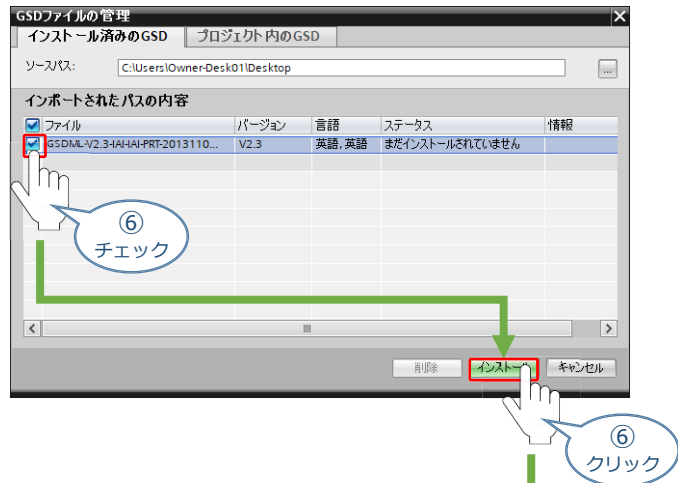 GSDファイルの管理
インストール済みのGSD プロジェクト内のGSD
ソースパス: C:\Users\Owner-Desk01\Desktop ...
インポートされたパスの内容
ファイル バージョン 言語 ステータス 情報
GSDML-V2.3-IAI-IAI-PRT-2013110... V2.3 英語, 英語 まだインストールされていません
⑥
チェック
削除 インストール キャンセル
⑥
クリック